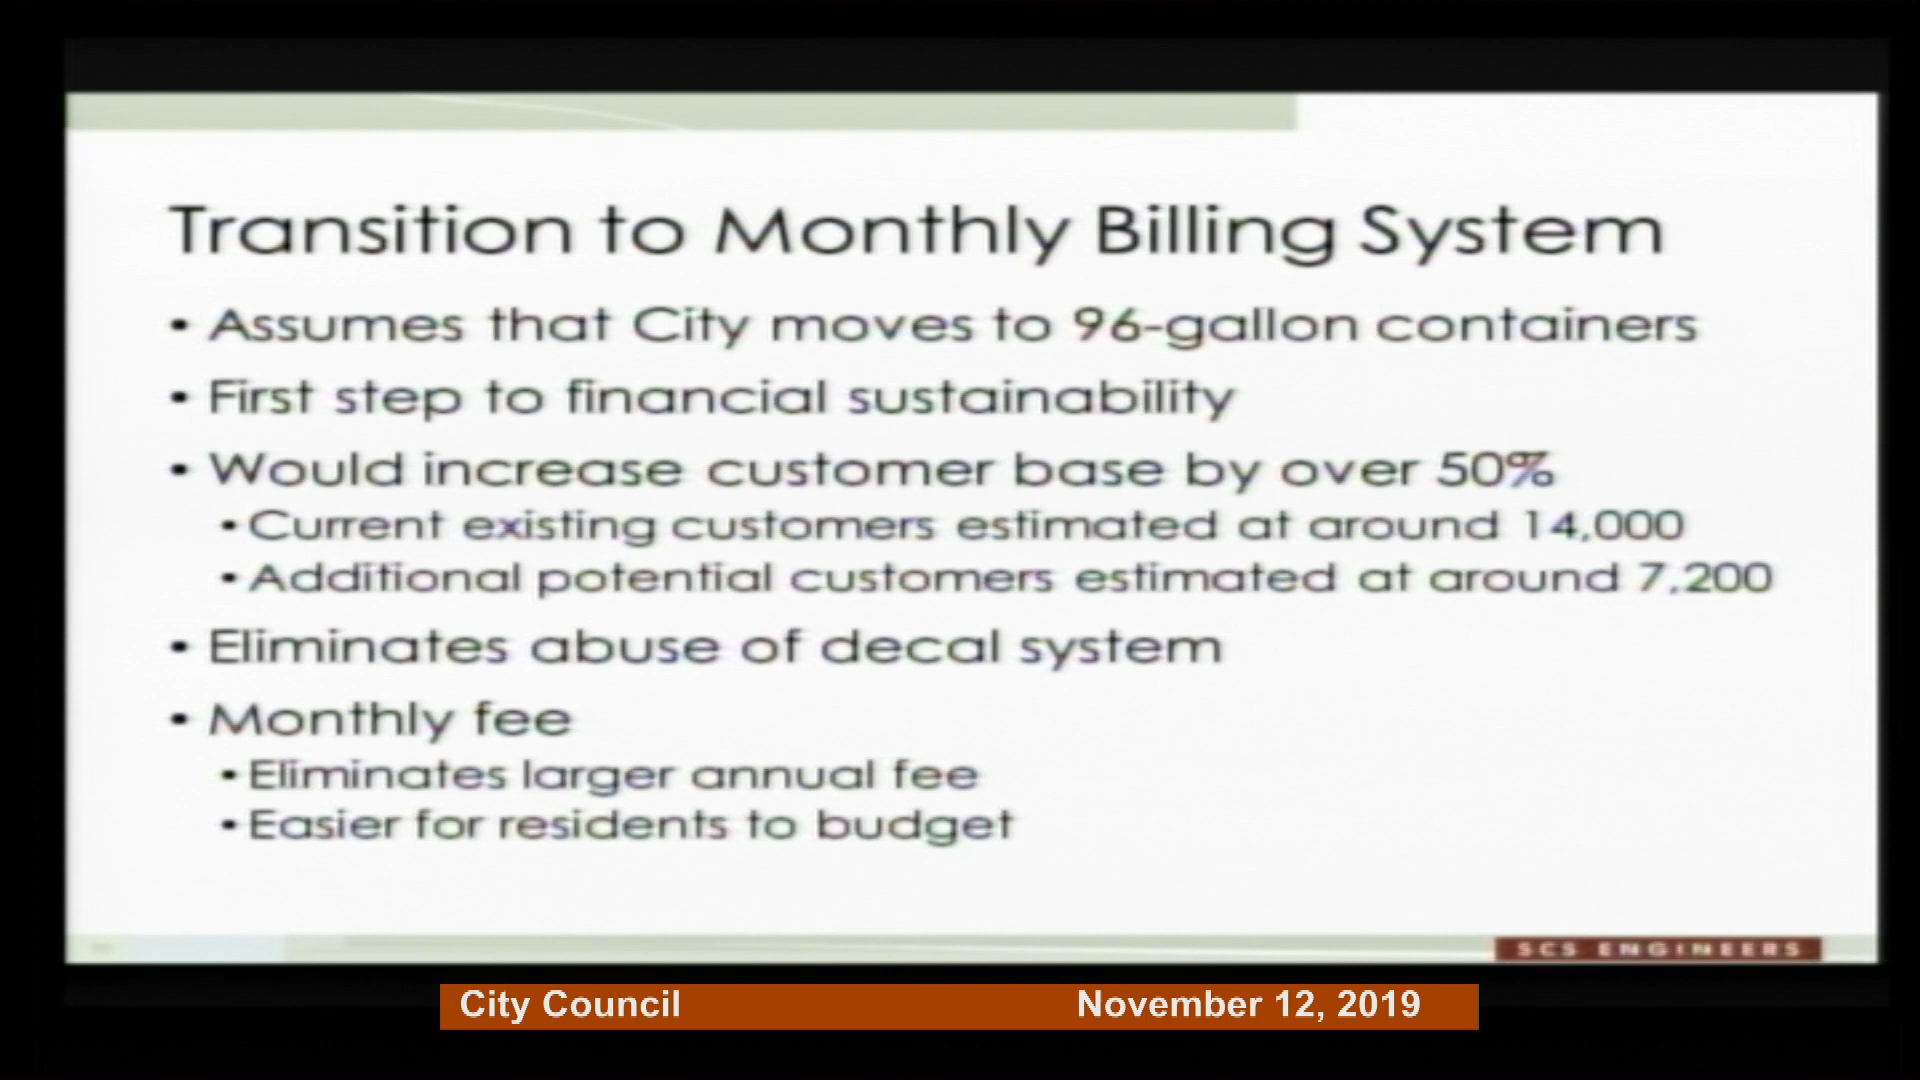 Transition to Monthly Billing System
• Assumes that City moves to 96-gallon containers
• First step to financial sustainability
• Would increase customer base by over 50%
• Current existing customers estimated at around 14,000
• Additional potential customers estimated at around 7,200
• Eliminates abuse of decal system
• Monthly fee
• Eliminates larger annual fee
• Easier for residents to budget
SCS ENGINEERS
City Council November 12, 2019